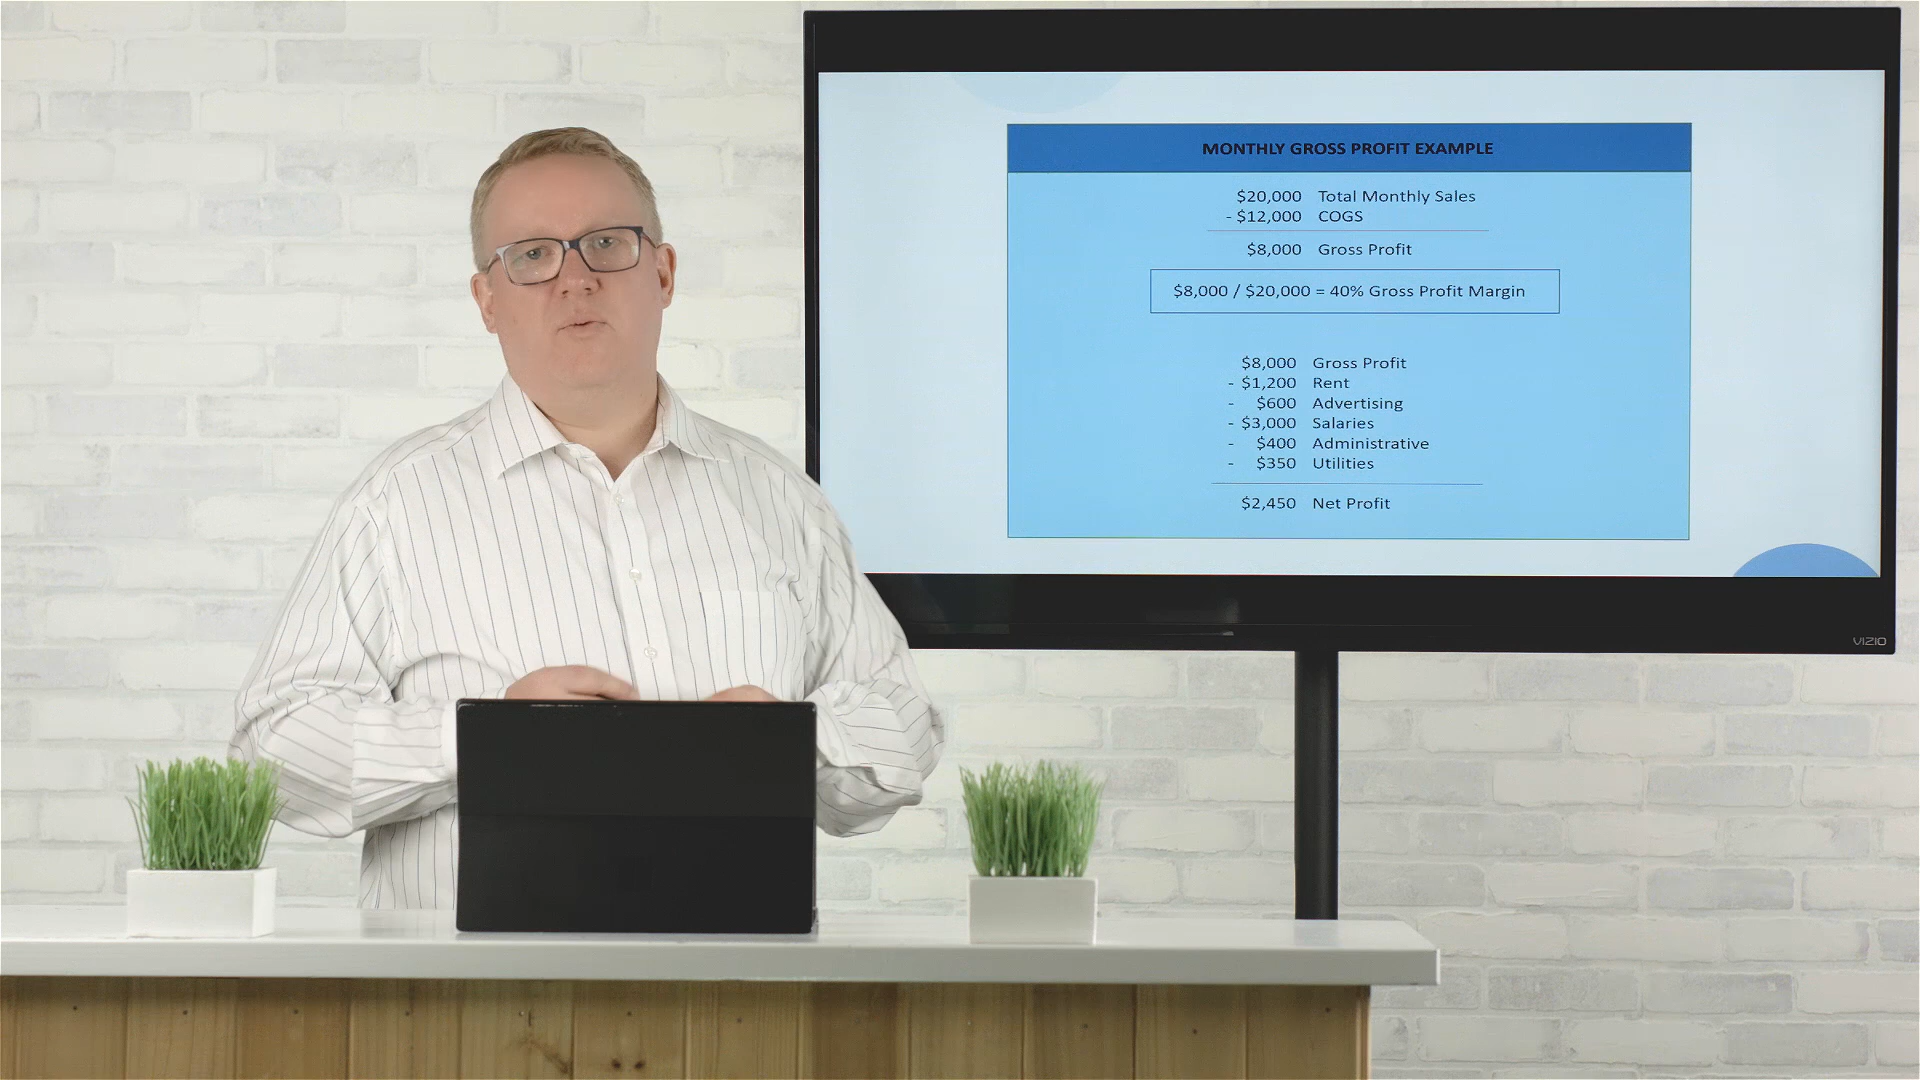 MONTHLY GROSS PROFIT EXAMPLE
$20,000 Total Monthly Sales
- $12,000 COGS
$8,000 Gross Profit
$8,000 / $20,000 = 40% Gross Profit Margin
$8,000 Gross Profit
- $1,200 Rent
- $600 Advertising
- $3,000 Salaries
- $400 Administrative
- $350 Utilities
$2,450 Net Profit
VIZIO